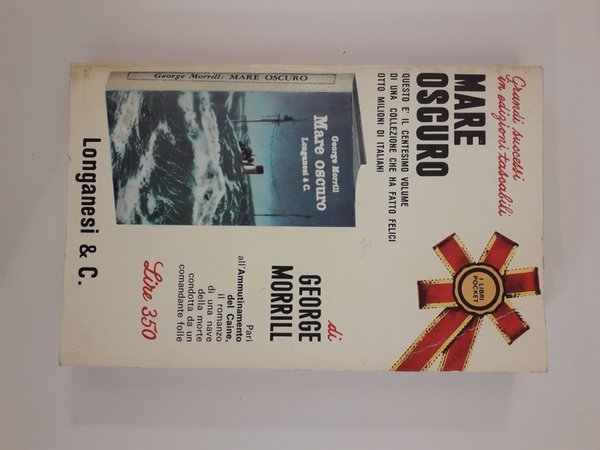 Grandi successi
in edizioni tascabili
MARE
OSCURO
QUESTO E' IL CENTESIMO VOLUME
DI UNA COLLEZIONE CHE HA FATTO FELICI
OTTO MILIONI DI ITALIANI
I LIBRI
POCKET
George Morrill: MARE OSCURO
George Morrill
Mare oscuro
Longanesi & C.
di
GEORGE
MORRILL
Pari
all'Ammutinamento
del Caine,
il romanzo
di una nave
della morte
condotta da un
comandante folle
Lire 350
Longanesi & C.